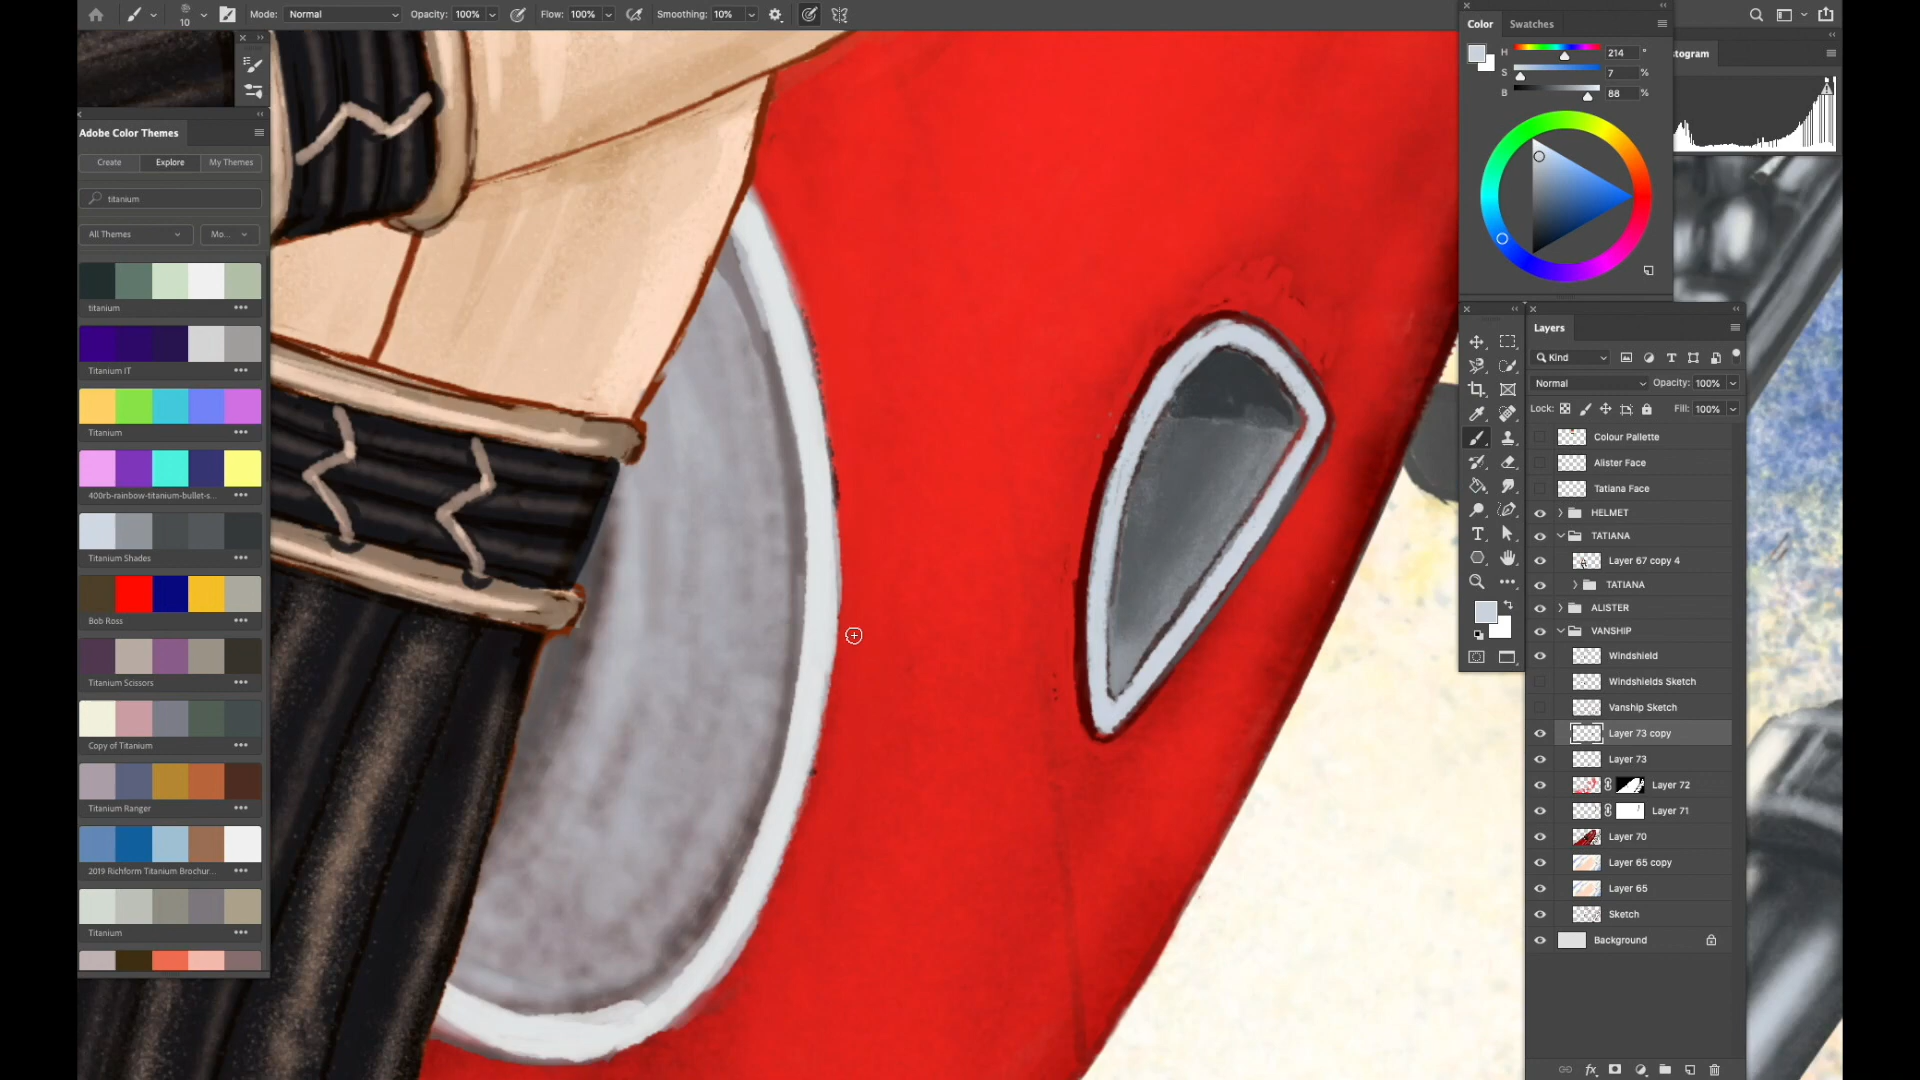 10 Mode: Normal Opacity: 100% Flow: 100% Smoothing: 10%
Adobe Color Themes
Create Explore My Themes
titanium
All Themes Mo...
titanium
Titanium IT
Titanium
400rb-rainbow-titanium-bullet-s...
Titanium Shades
Bob Ross
Titanium Scissors
Copy of Titanium
Titanium Ranger
2019 Richform Titanium Brochur...
Titanium
Color Swatches
H 214 °
S 7 %
B 88 %
togram
Layers
Kind
Normal Opacity: 100%
Lock: Fill: 100%
Colour Pallette
Alister Face
Tatiana Face
HELMET
TATIANA
Layer 67 copy 4
TATIANA
ALISTER
VANSHIP
Windshield
Windshields Sketch
Vanship Sketch
Layer 73 copy
Layer 73
Layer 72
Layer 71
Layer 70
Layer 65 copy
Layer 65
Sketch
Background
fx